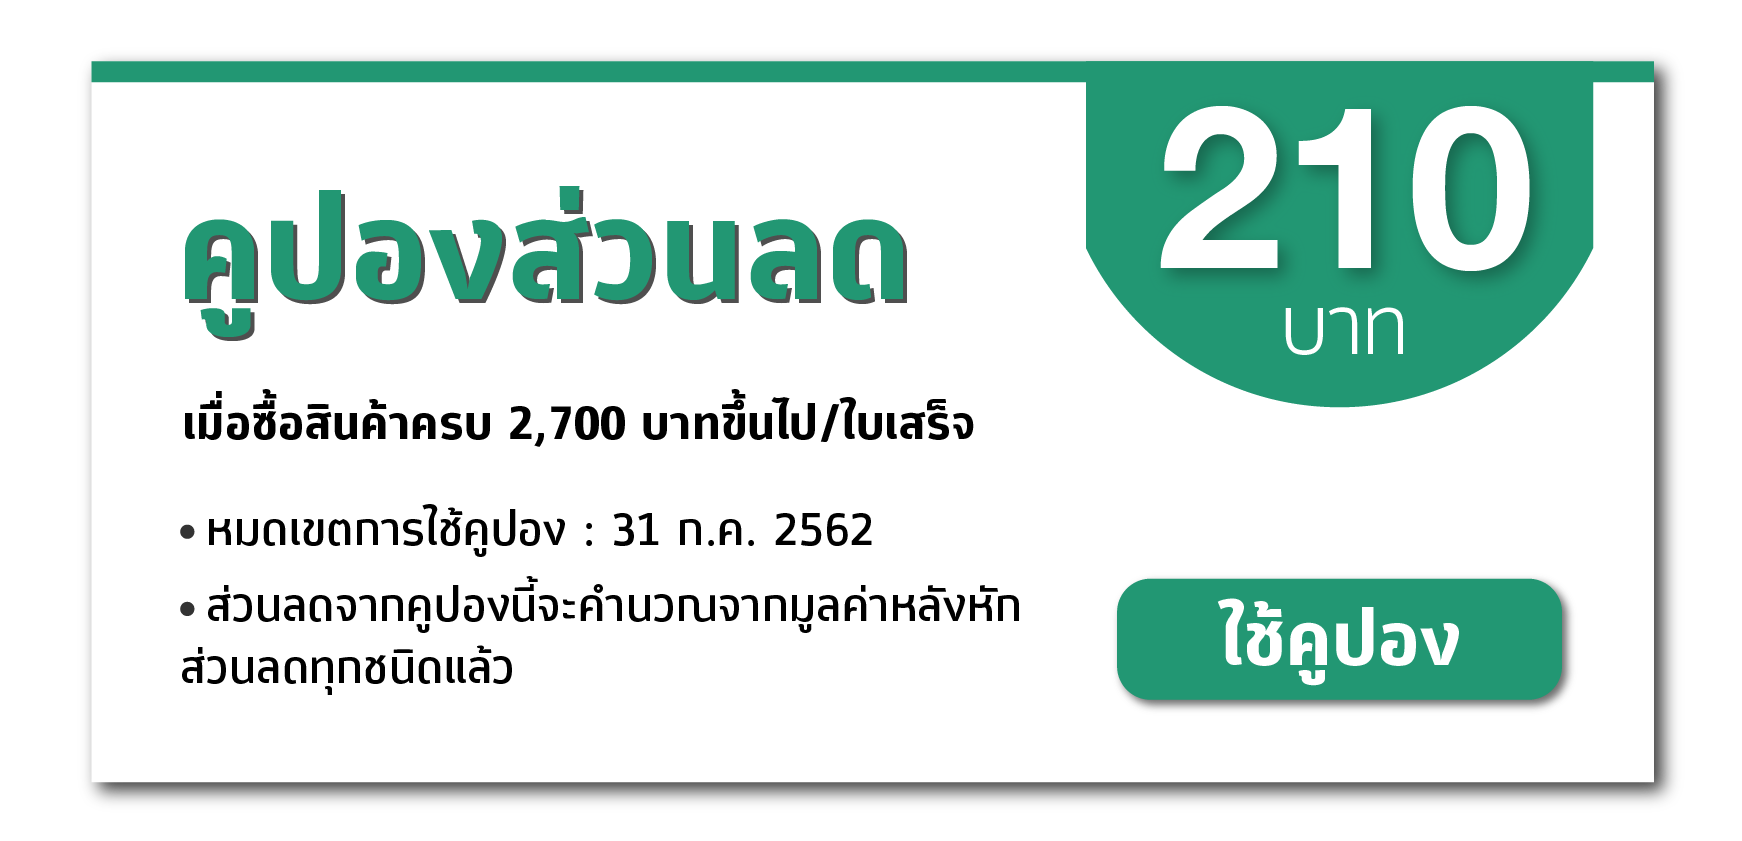 210
บาท
คูปองส่วนลด
เมื่อซื้อสินค้าครบ 2,700 บาทขึ้นไป/ใบเสร็จ
• หมดเขตการใช้คูปอง : 31 ก.ค. 2562
• ส่วนลดจากคูปองนี้จะคำนวณจากมูลค่าหลังหัก
ส่วนลดทุกชนิดแล้ว
ใช้คูปอง